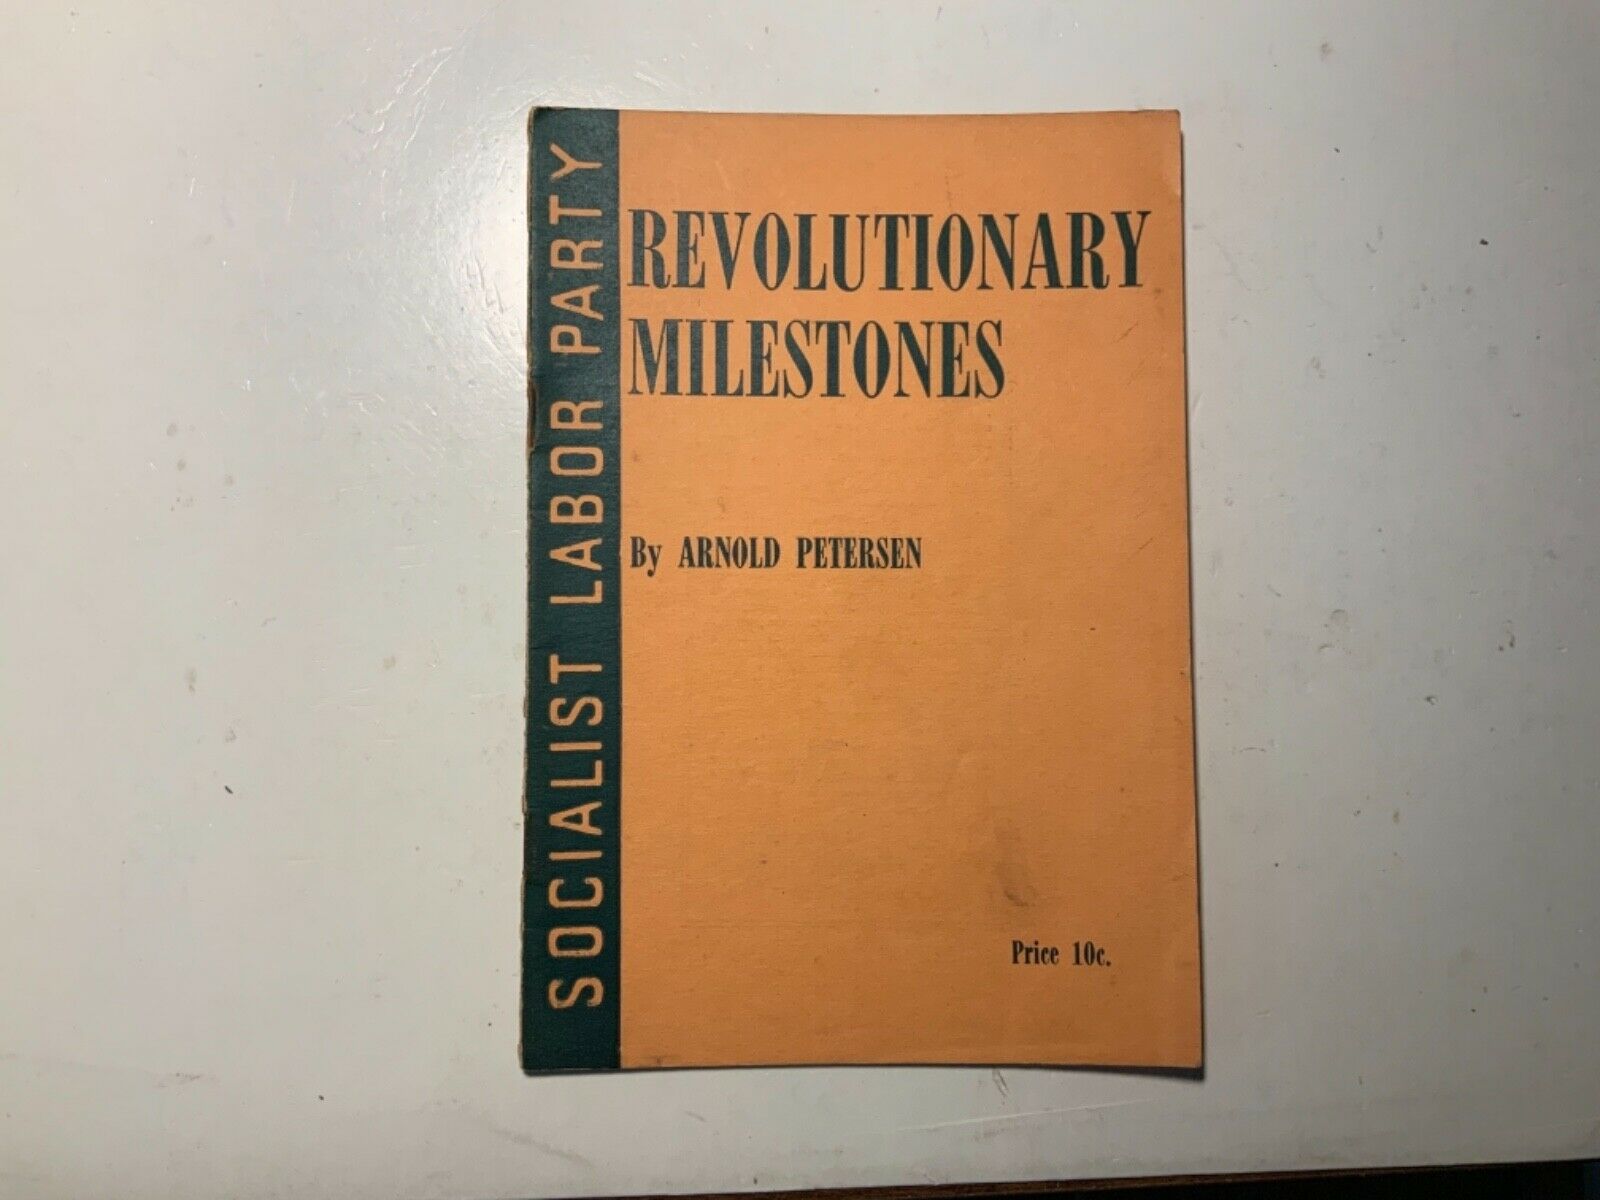 SOCIALIST LABOR PARTY
REVOLUTIONARY
MILESTONES
By ARNOLD PETERSEN
Price 10c.